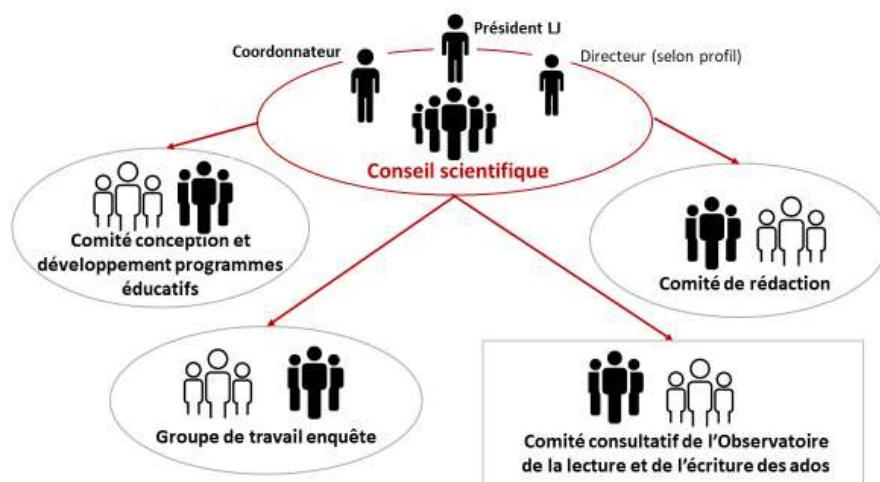 Président LJ
Coordonnateur
Directeur (selon profil)
Conseil scientifique
Comité conception et
développement programmes
éducatifs
Comité de rédaction
Groupe de travail enquête
Comité consultatif de l'Observatoire
de la lecture et de l'écriture des ados